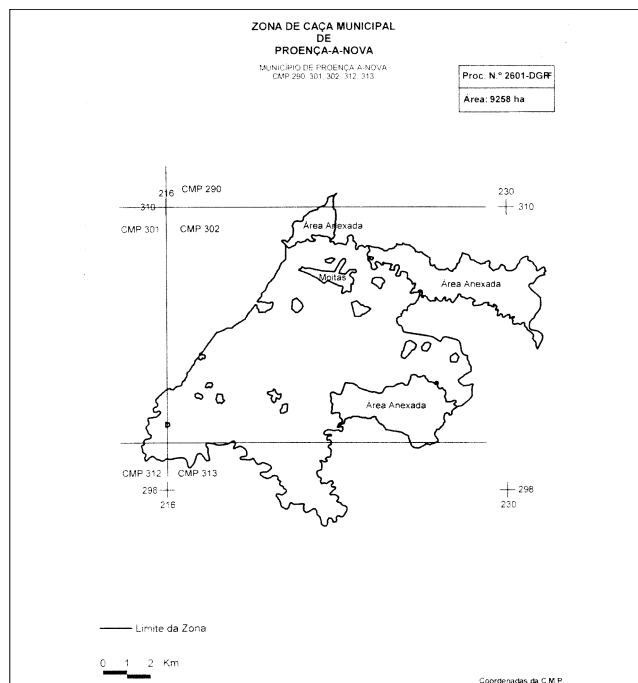 ZONA DE CAÇA MUNICIPAL
DE
PROENÇA-A-NOVA
MUNICÍPIO DE PROENÇA-A-NOVA
CMP 290, 301, 302, 312, 313
Proc. N.º 2601-DGRF
Área: 9258 ha
216 CMP 290
230
310
310
CMP 301 CMP 302
Área Anexada
Moitas
Área Anexada
Área Anexada
CMP 312 CMP 313
298
298
216
230
Limite da Zona
0 1 2 Km
Coordenadas da C.M.P.